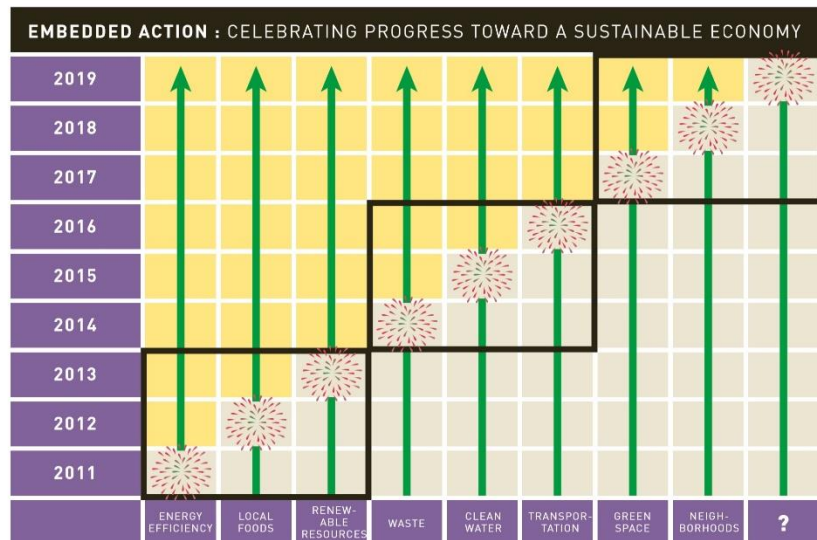 EMBEDDED ACTION : CELEBRATING PROGRESS TOWARD A SUSTAINABLE ECONOMY
2019
2018
2017
2016
2015
2014
2013
2012
2011
ENERGY
EFFICIENCY
LOCAL
FOODS
RENEW-
ABLE
RESOURCES
WASTE
CLEAN
WATER
TRANSPOR-
TATION
GREEN
SPACE
NEIGH-
BORHOODS
?